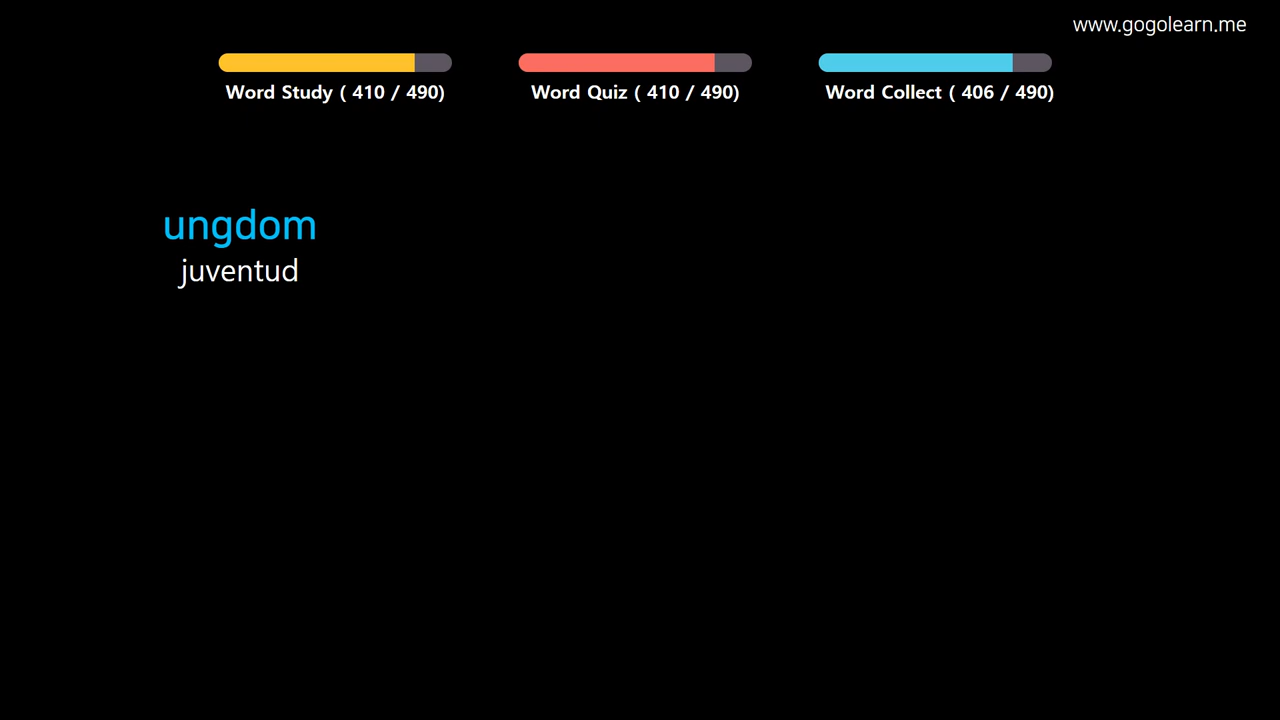 www.gogolearn.me
Word Study ( 410 / 490)
Word Quiz ( 410 / 490)
Word Collect ( 406 / 490)
ungdom
juventud